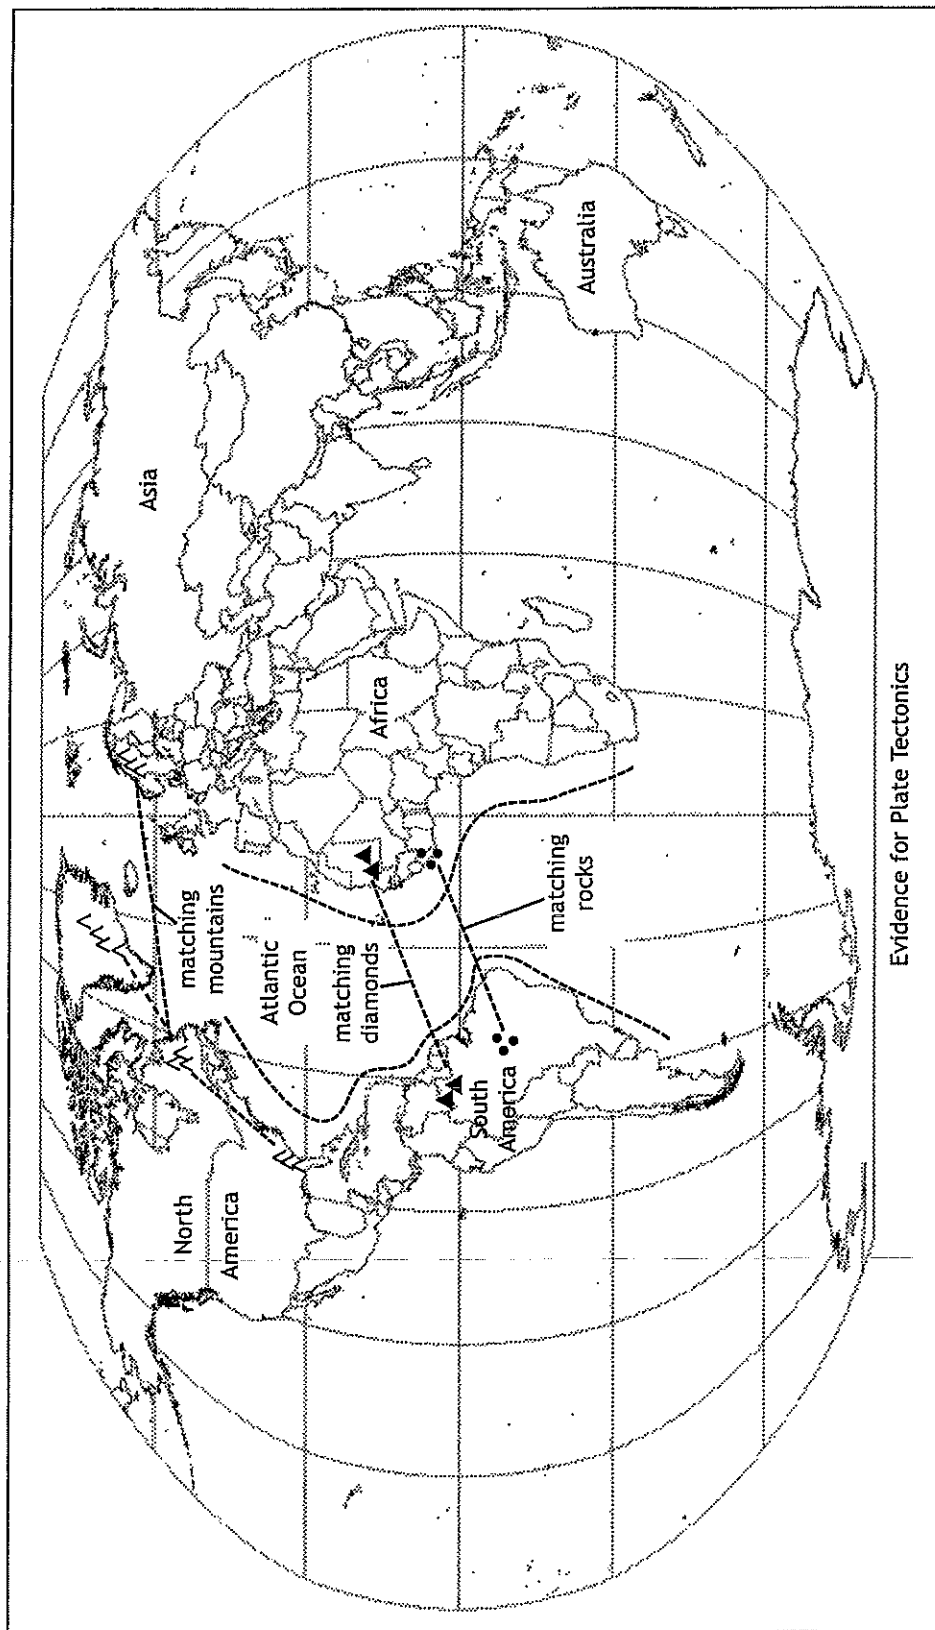 Asia
North
America
matching
mountains
Atlantic
Ocean
matching
diamonds
Africa
South
America
matching
rocks
Australia
Evidence for Plate Tectonics